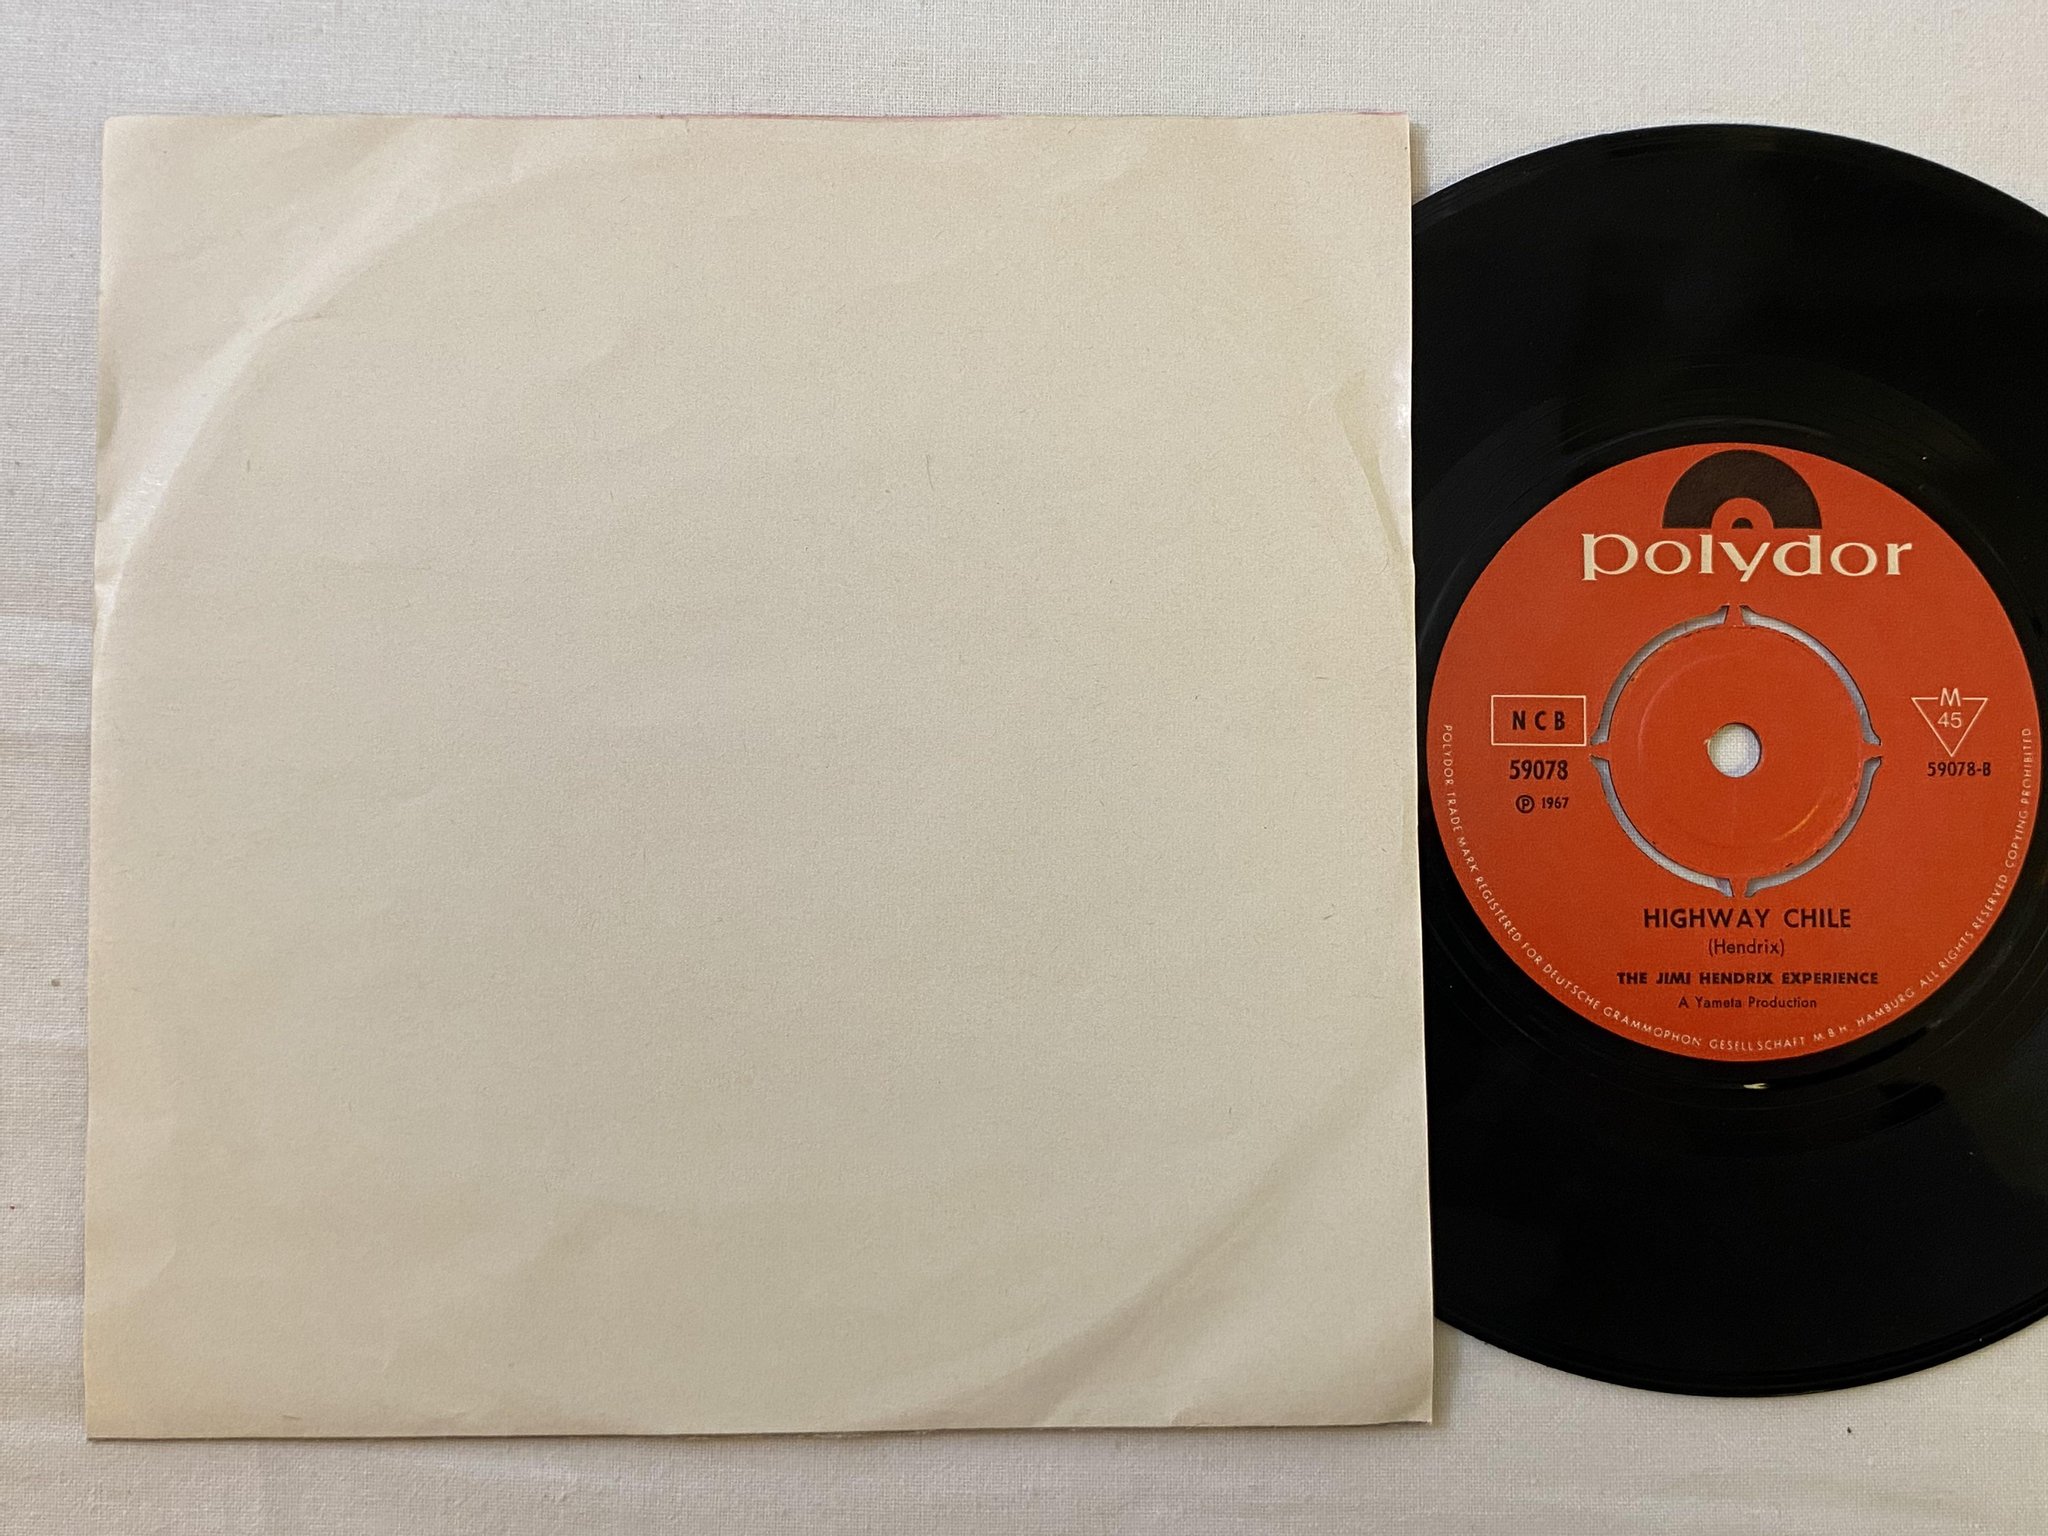 polydor
N C B
59078
℗ 1967
M
45
59078-B
HIGHWAY CHILE
(Hendrix)
THE JIMI HENDRIX EXPERIENCE
A Yameta Production
POLYDOR TRADE MARK REGISTERED FOR DEUTSCHE GRAMMOPHON GESELLSCHAFT M.B.H. HAMBURG ALL RIGHTS RESERVED COPYING PROHIBITED